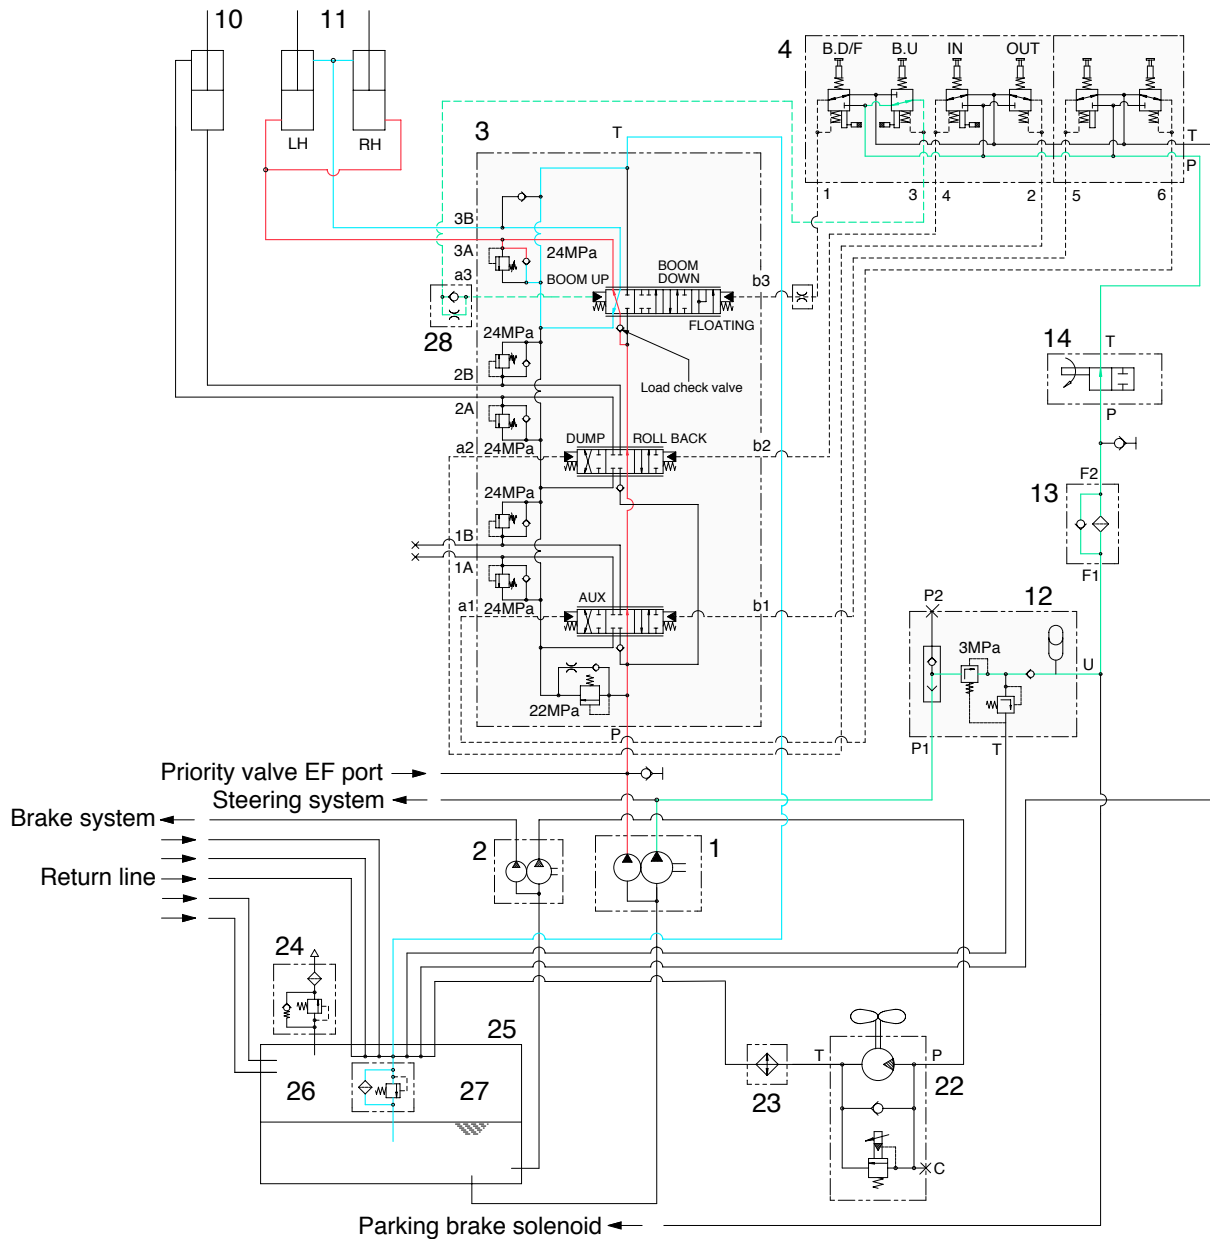 10
11
4
B.D/F
B.U
IN
OUT
LH
RH
3
T
T
P
1
3
4
2
5
6
3B
3A
24MPa
a3
BOOM UP
BOOM
DOWN
b3
FLOATING
28
24MPa
14
T
2B
Load check valve
2A
P
DUMP
ROLL BACK
a2
24MPa
b2
F2
13
24MPa
1B
1A
F1
AUX
a1
24MPa
b1
P2
12
3MPa
U
22MPa
P
P1
T
Priority valve EF port
Steering system
Brake system
2
1
Return line
24
25
26
27
T
P
22
23
C
Parking brake solenoid